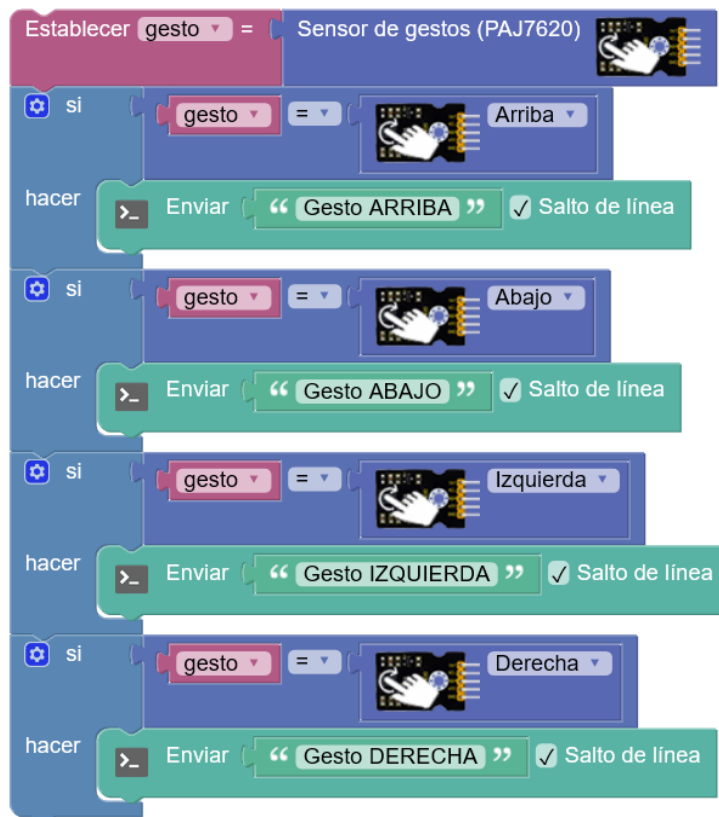 Establecer gesto = Sensor de gestos (PAJ7620)
si gesto = Arriba
hacer >_ Enviar “ Gesto ARRIBA ” ✓ Salto de línea
si gesto = Abajo
hacer >_ Enviar “ Gesto ABAJO ” ✓ Salto de línea
si gesto = Izquierda
hacer >_ Enviar “ Gesto IZQUIERDA ” ✓ Salto de línea
si gesto = Derecha
hacer >_ Enviar “ Gesto DERECHA ” ✓ Salto de línea